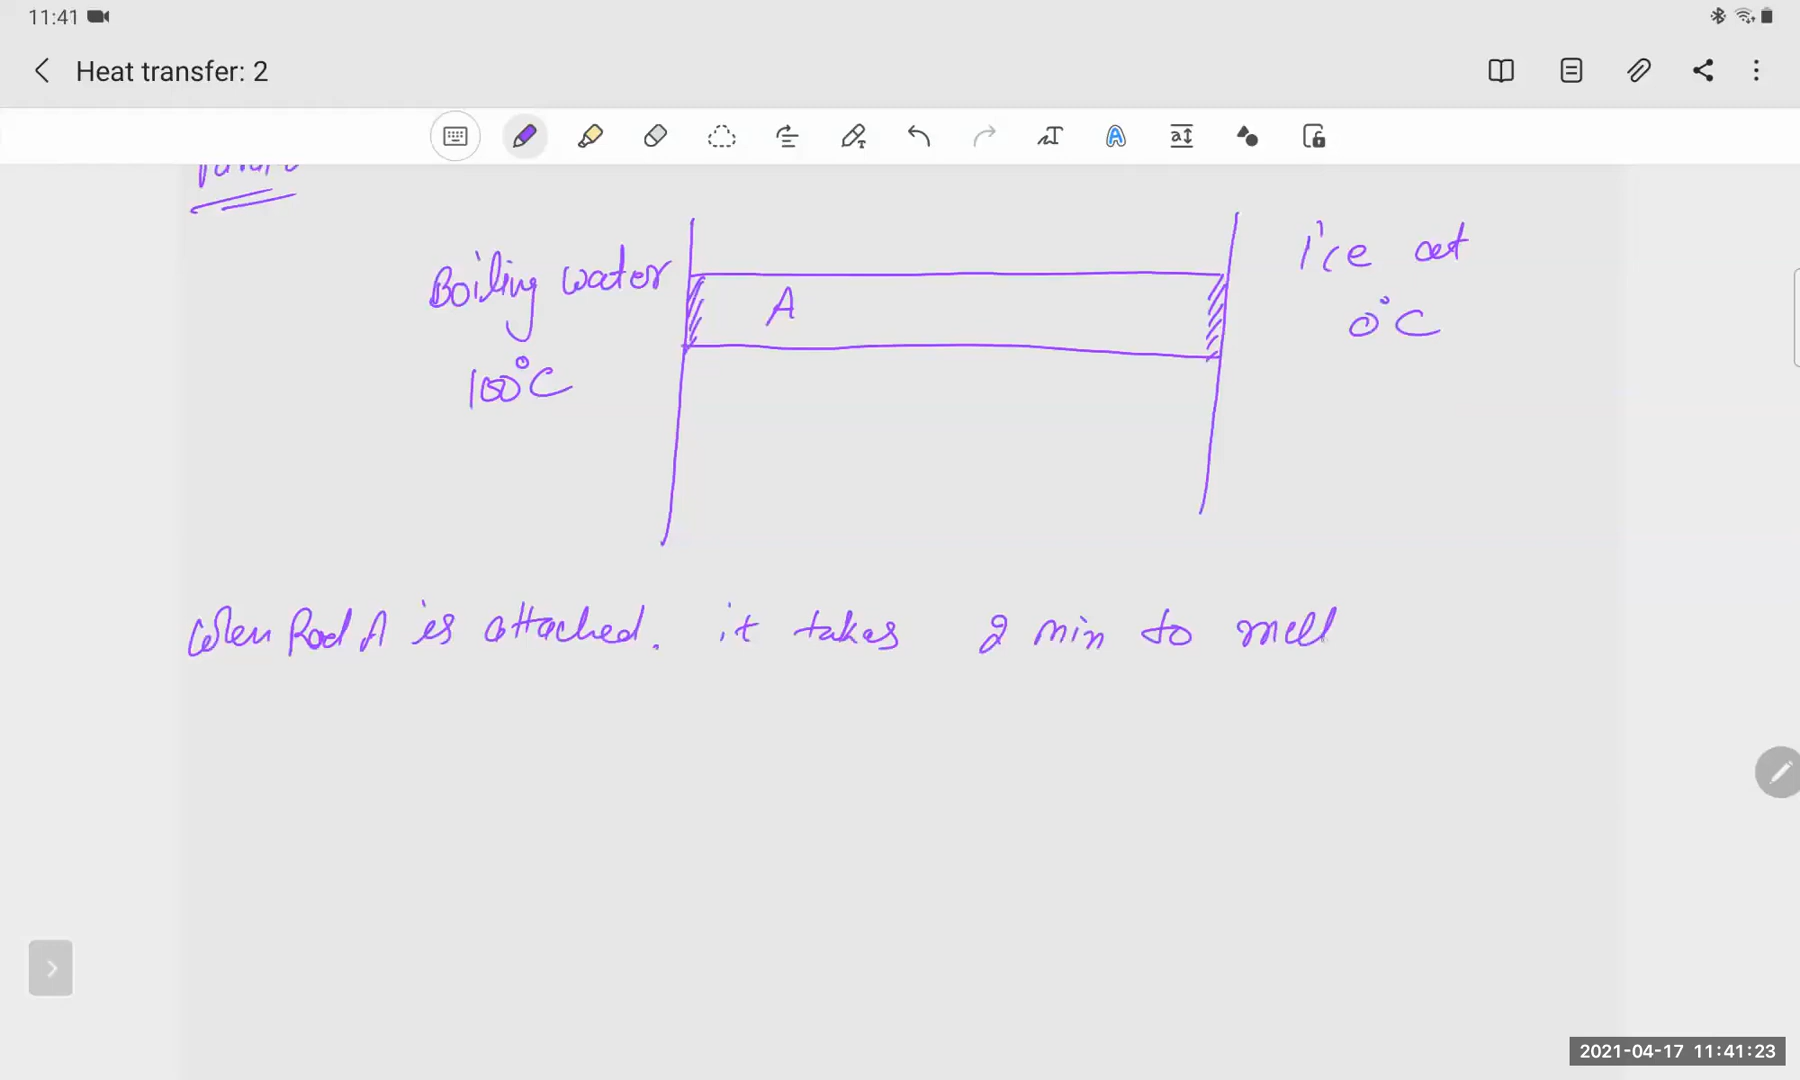 11:41
Heat transfer: 2
Boiling water
100°C
A
Ice at
0°C
When Rod A is attached. it takes 2 min to melt
2021-04-17 11:41:23